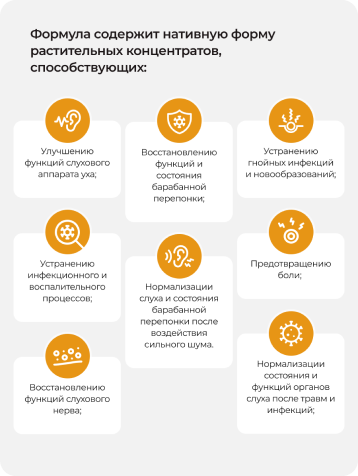 Формула содержит нативную форму
растительных концентратов,
способствующих:
Улучшению
функций слухового
аппарата уха;
Восстановлению
функций и
состояния
барабанной
перепонки;
Устранению
гнойных инфекций
и новообразований;
Устранению
инфекционного и
воспалительного
процессов;
Нормализации
слуха и состояния
барабанной
перепонки после
воздействия
сильного шума.
Предотвращению
боли;
Восстановлению
функций слухового
нерва;
Нормализации
состояния и
функций органов
слуха после травм и
инфекций;